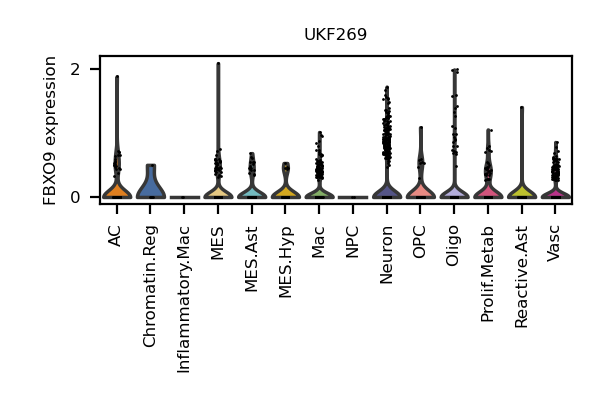 UKF269
FBXO9 expression
2
0
AC
Chromatin.Reg
Inflammatory.Mac
MES
MES.Ast
MES.Hyp
Mac
NPC
Neuron
OPC
Oligo
Prolif.Metab
Reactive.Ast
Vasc